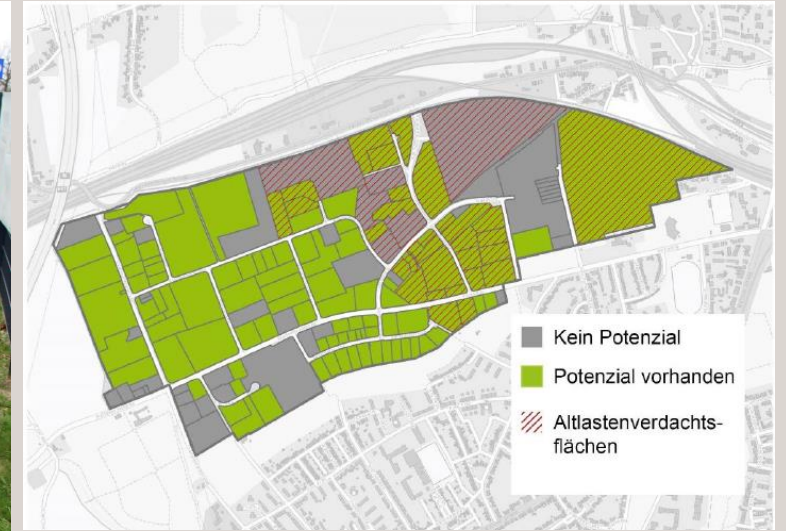 Kein Potenzial
Potenzial vorhanden
Altlastenverdachts-
flächen